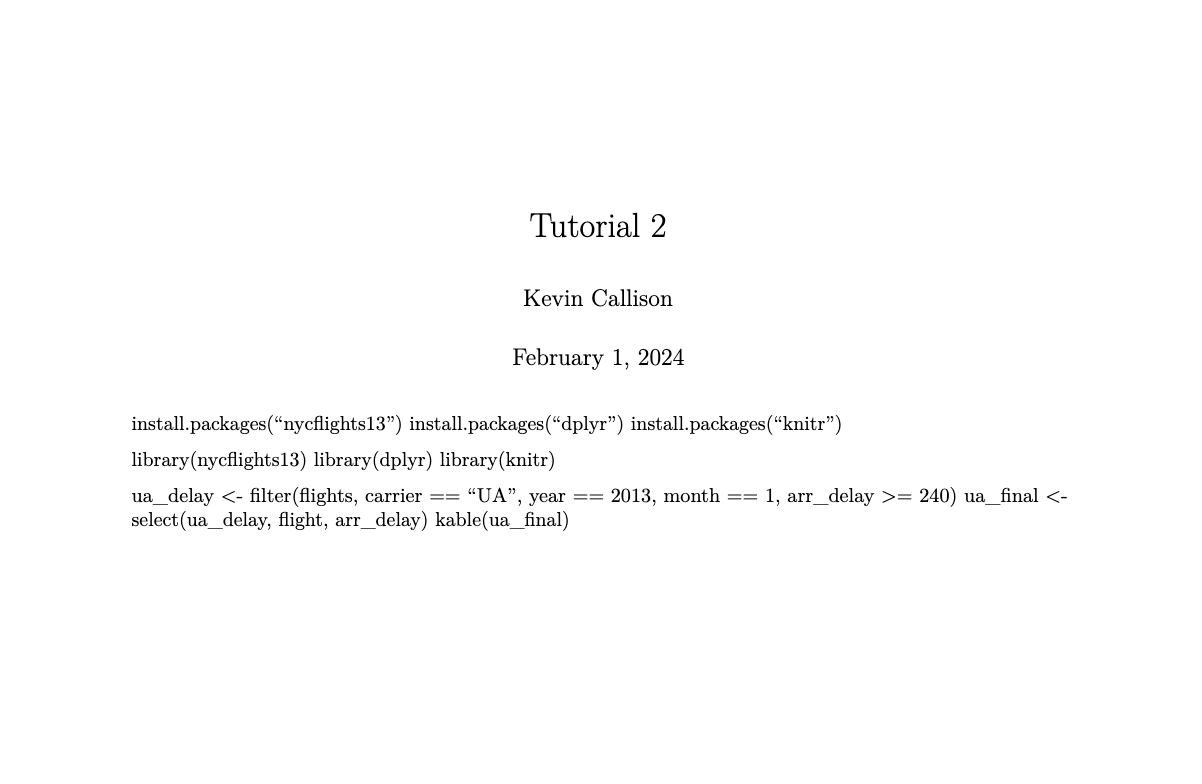 Tutorial 2
Kevin Callison
February 1, 2024
install.packages(“nycflights13”) install.packages(“dplyr”) install.packages(“knitr”)
library(nycflights13) library(dplyr) library(knitr)
ua_delay <- filter(flights, carrier == “UA”, year == 2013, month == 1, arr_delay >= 240) ua_final <-
select(ua_delay, flight, arr_delay) kable(ua_final)